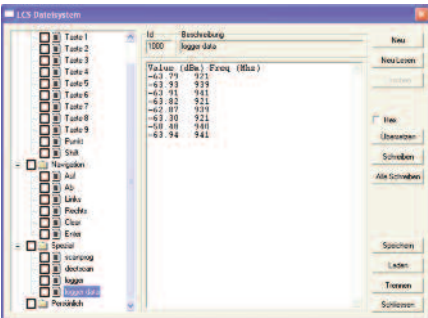 LCS Dateisystem
Taste 1
Taste 2
Taste 3
Taste 4
Taste 5
Taste 6
Taste 7
Taste 8
Taste 9
Punkt
Shift
Navigation
Auf
Ab
Links
Rechts
Clear
Enter
Spezial
scanprog
dectscan
logger
logger data
Persönlich
Id Beschreibung
1000 logger data
Value (dBm) Freq (Mhz)
-63.79 921
-63.93 939
-63.91 941
-63.82 921
-62.87 939
-63.30 921
-58.48 940
-63.94 941
Neu
Neu Lesen
Hex
Übersetzen
Schreiben
Alle Schreiben
Speichern
Laden
Trennen
Schliessen